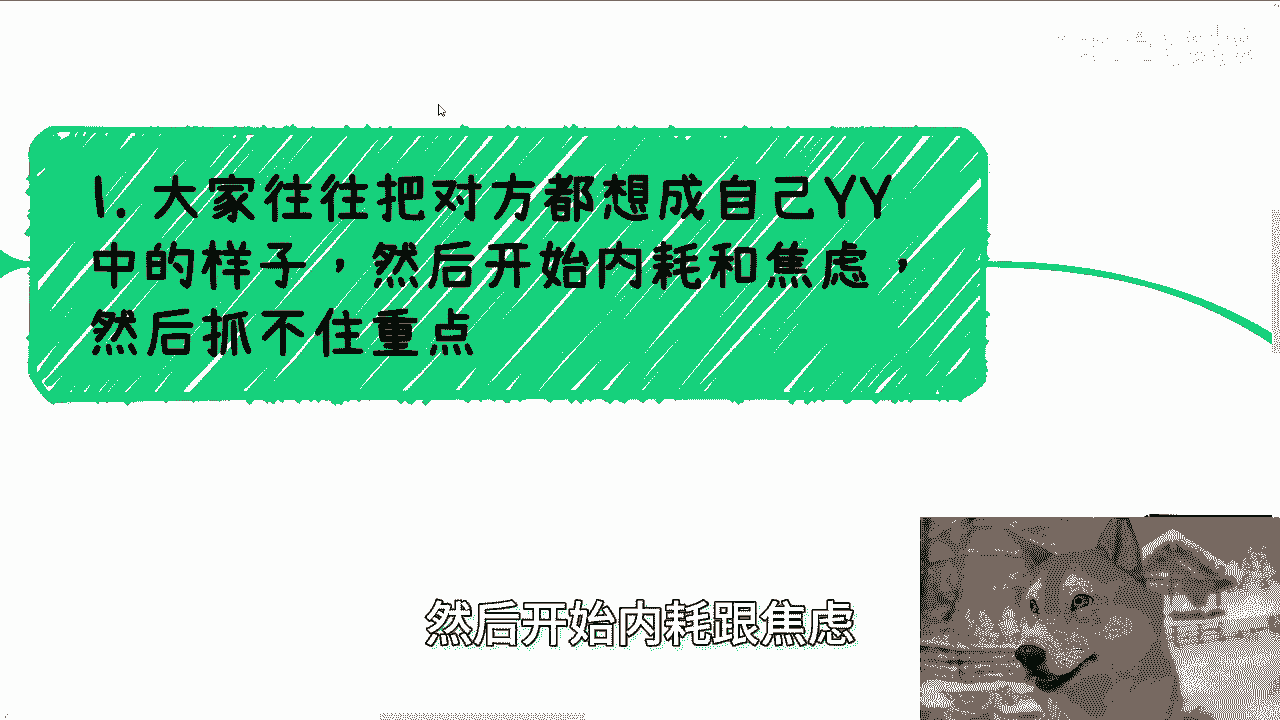 1. 大家往往把对方都想成自己YY
中的样子，然后开始内耗和焦虑，
然后抓不住重点
然后开始内耗跟焦虑